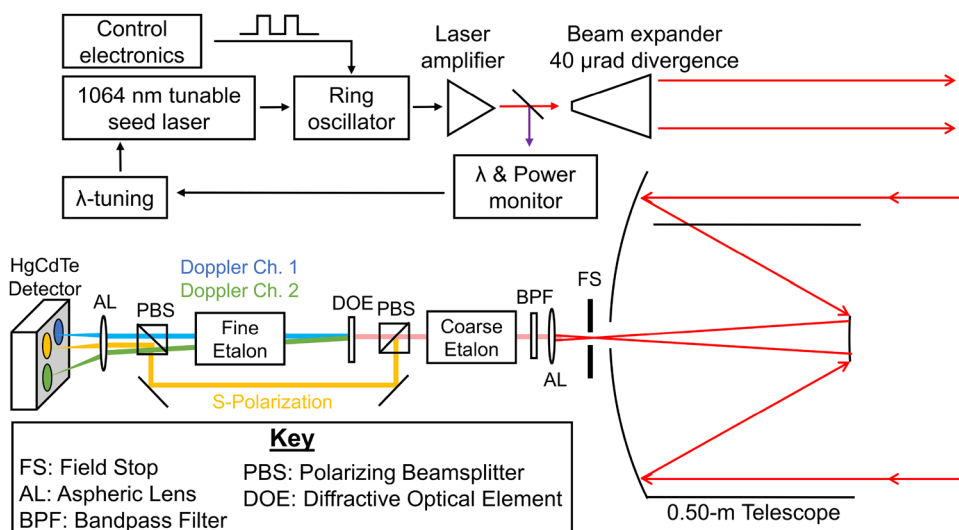 Control
electronics
Laser
amplifier
Beam expander
40 µrad divergence
1064 nm tunable
seed laser
Ring
oscillator
λ-tuning
λ & Power
monitor
HgCdTe
Detector
AL
PBS
Doppler Ch. 1
Doppler Ch. 2
Fine
Etalon
DOE
PBS
Coarse
Etalon
BPF
AL
FS
S-Polarization
Key
FS: Field Stop
AL: Aspheric Lens
BPF: Bandpass Filter
PBS: Polarizing Beamsplitter
DOE: Diffractive Optical Element
0.50-m Telescope